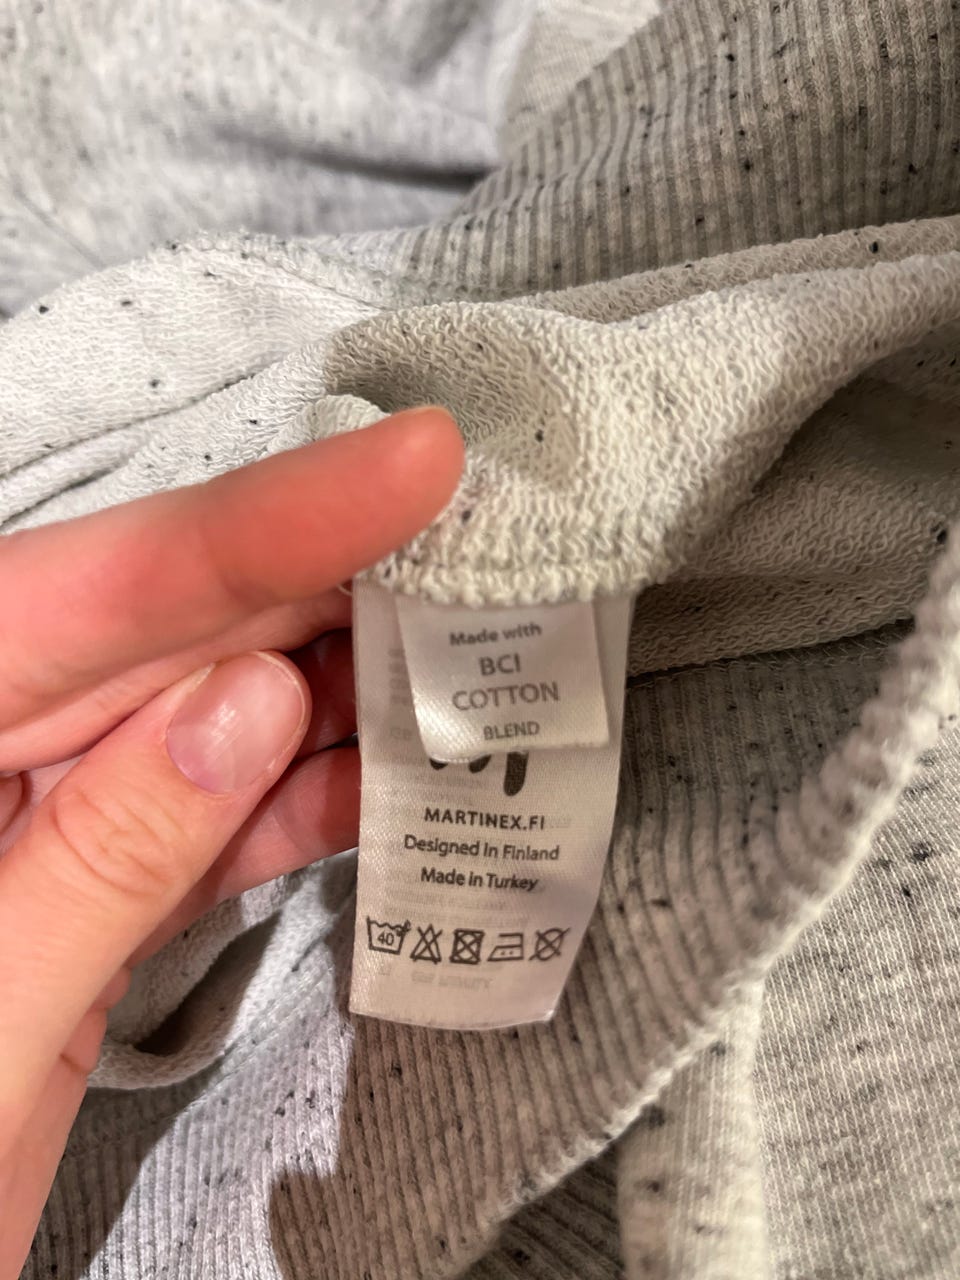 Made with
BCI
COTTON
BLEND
MARTINEX.FI
Designed in Finland
Made in Turkey
40